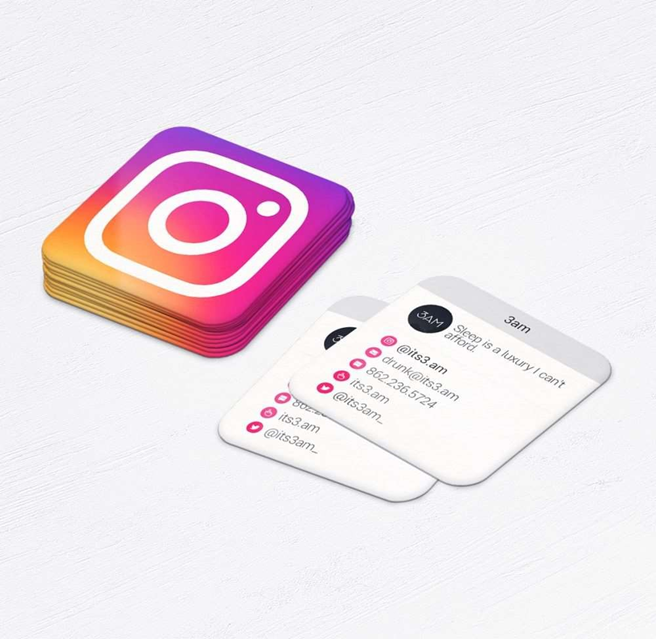 3am
3AM
Sleep is a luxury I can't
afford.
@its3.am
drunk@its3.am
862.236.5724
its3.am
@its3am_
its3.am
@its3am_